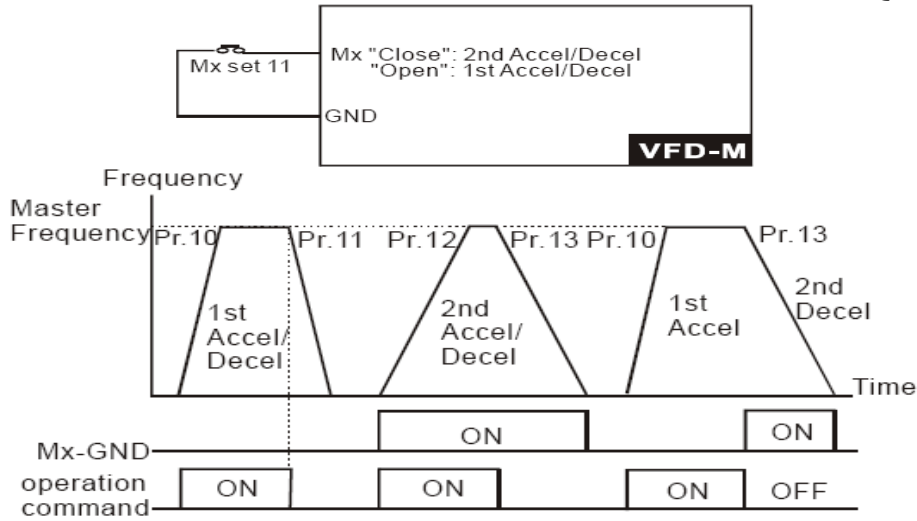 Mx set 11
Mx "Close": 2nd Accel/Decel
"Open": 1st Accel/Decel
GND
VFD-M
Frequency
Master
Frequency
Pr.10
Pr.11
Pr.12
Pr.13
Pr.10
Pr.13
1st
Accel/
Decel
2nd
Accel/
Decel
1st
Accel
2nd
Decel
Time
Mx-GND
ON
ON
operation
command
ON
ON
ON
OFF